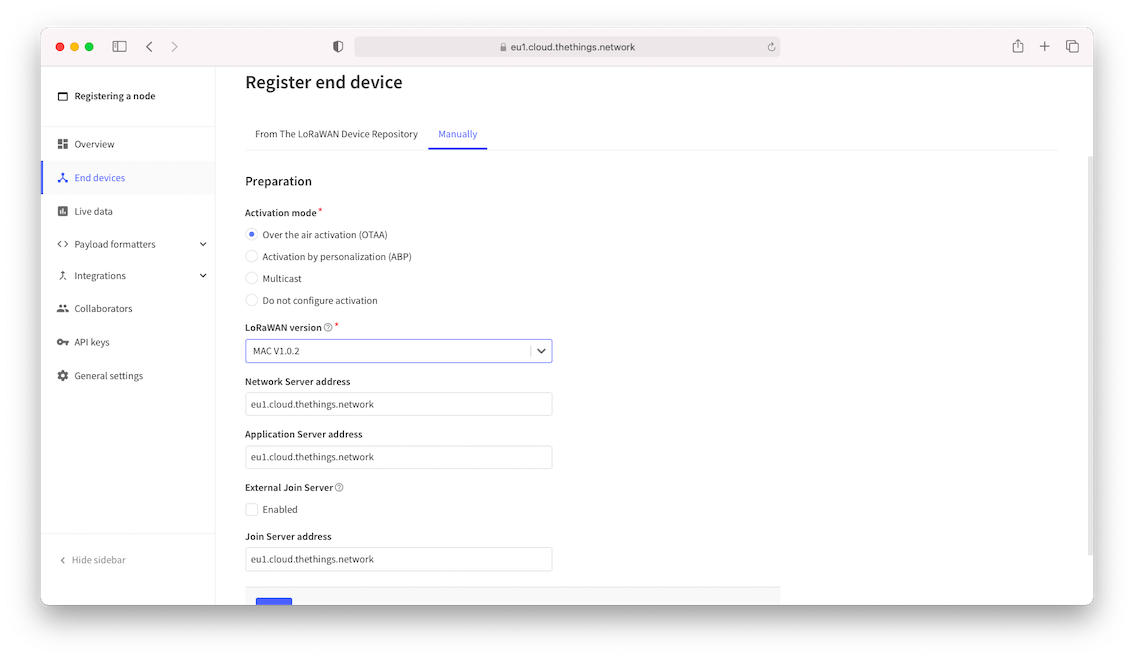 eu1.cloud.thethings.network
Registering a node
Overview
End devices
Live data
Payload formatters
Integrations
Collaborators
API keys
General settings
Hide sidebar
Register end device
From The LoRaWAN Device Repository
Manually
Preparation
Activation mode*
Over the air activation (OTAA)
Activation by personalization (ABP)
Multicast
Do not configure activation
LoRaWAN version ? *
MAC V1.0.2
Network Server address
eu1.cloud.thethings.network
Application Server address
eu1.cloud.thethings.network
External Join Server ?
Enabled
Join Server address
eu1.cloud.thethings.network